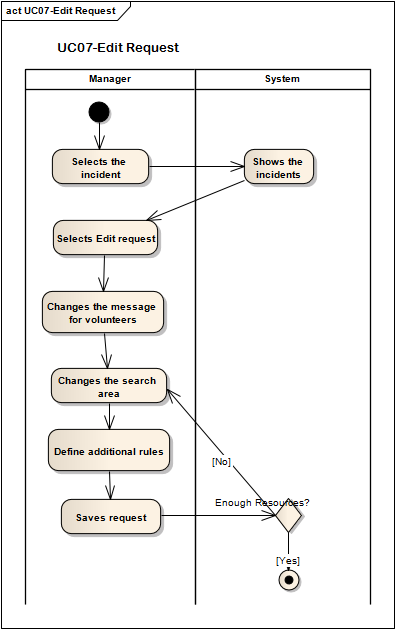 act UC07-Edit Request
UC07-Edit Request
Manager
System
Selects the
incident
Shows the
incidents
Selects Edit request
Changes the message
for volunteers
Changes the search
area
Define additional rules
[No]
Enough Resources?
Saves request
[Yes]